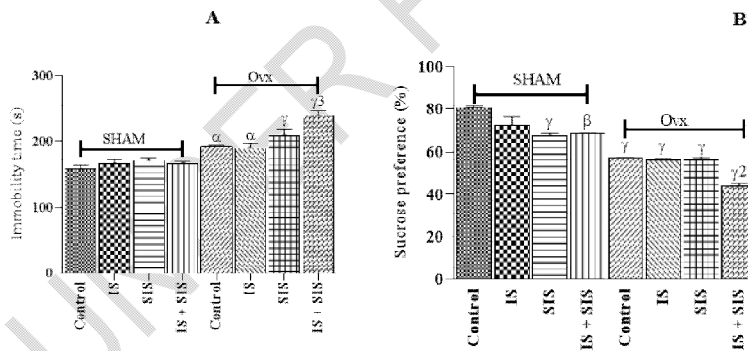 A
Immobility time (s)
300
200
100
0
SHAM
Ovx
α
α
γ
γ3
Control
IS
SIS
IS + SIS
Control
IS
SIS
IS + SIS
B
Sucrose preference (%)
100
80
60
40
20
0
SHAM
Ovx
γ
β
γ
γ
γ
γ2
Control
IS
SIS
IS + SIS
Control
IS
SIS
IS + SIS